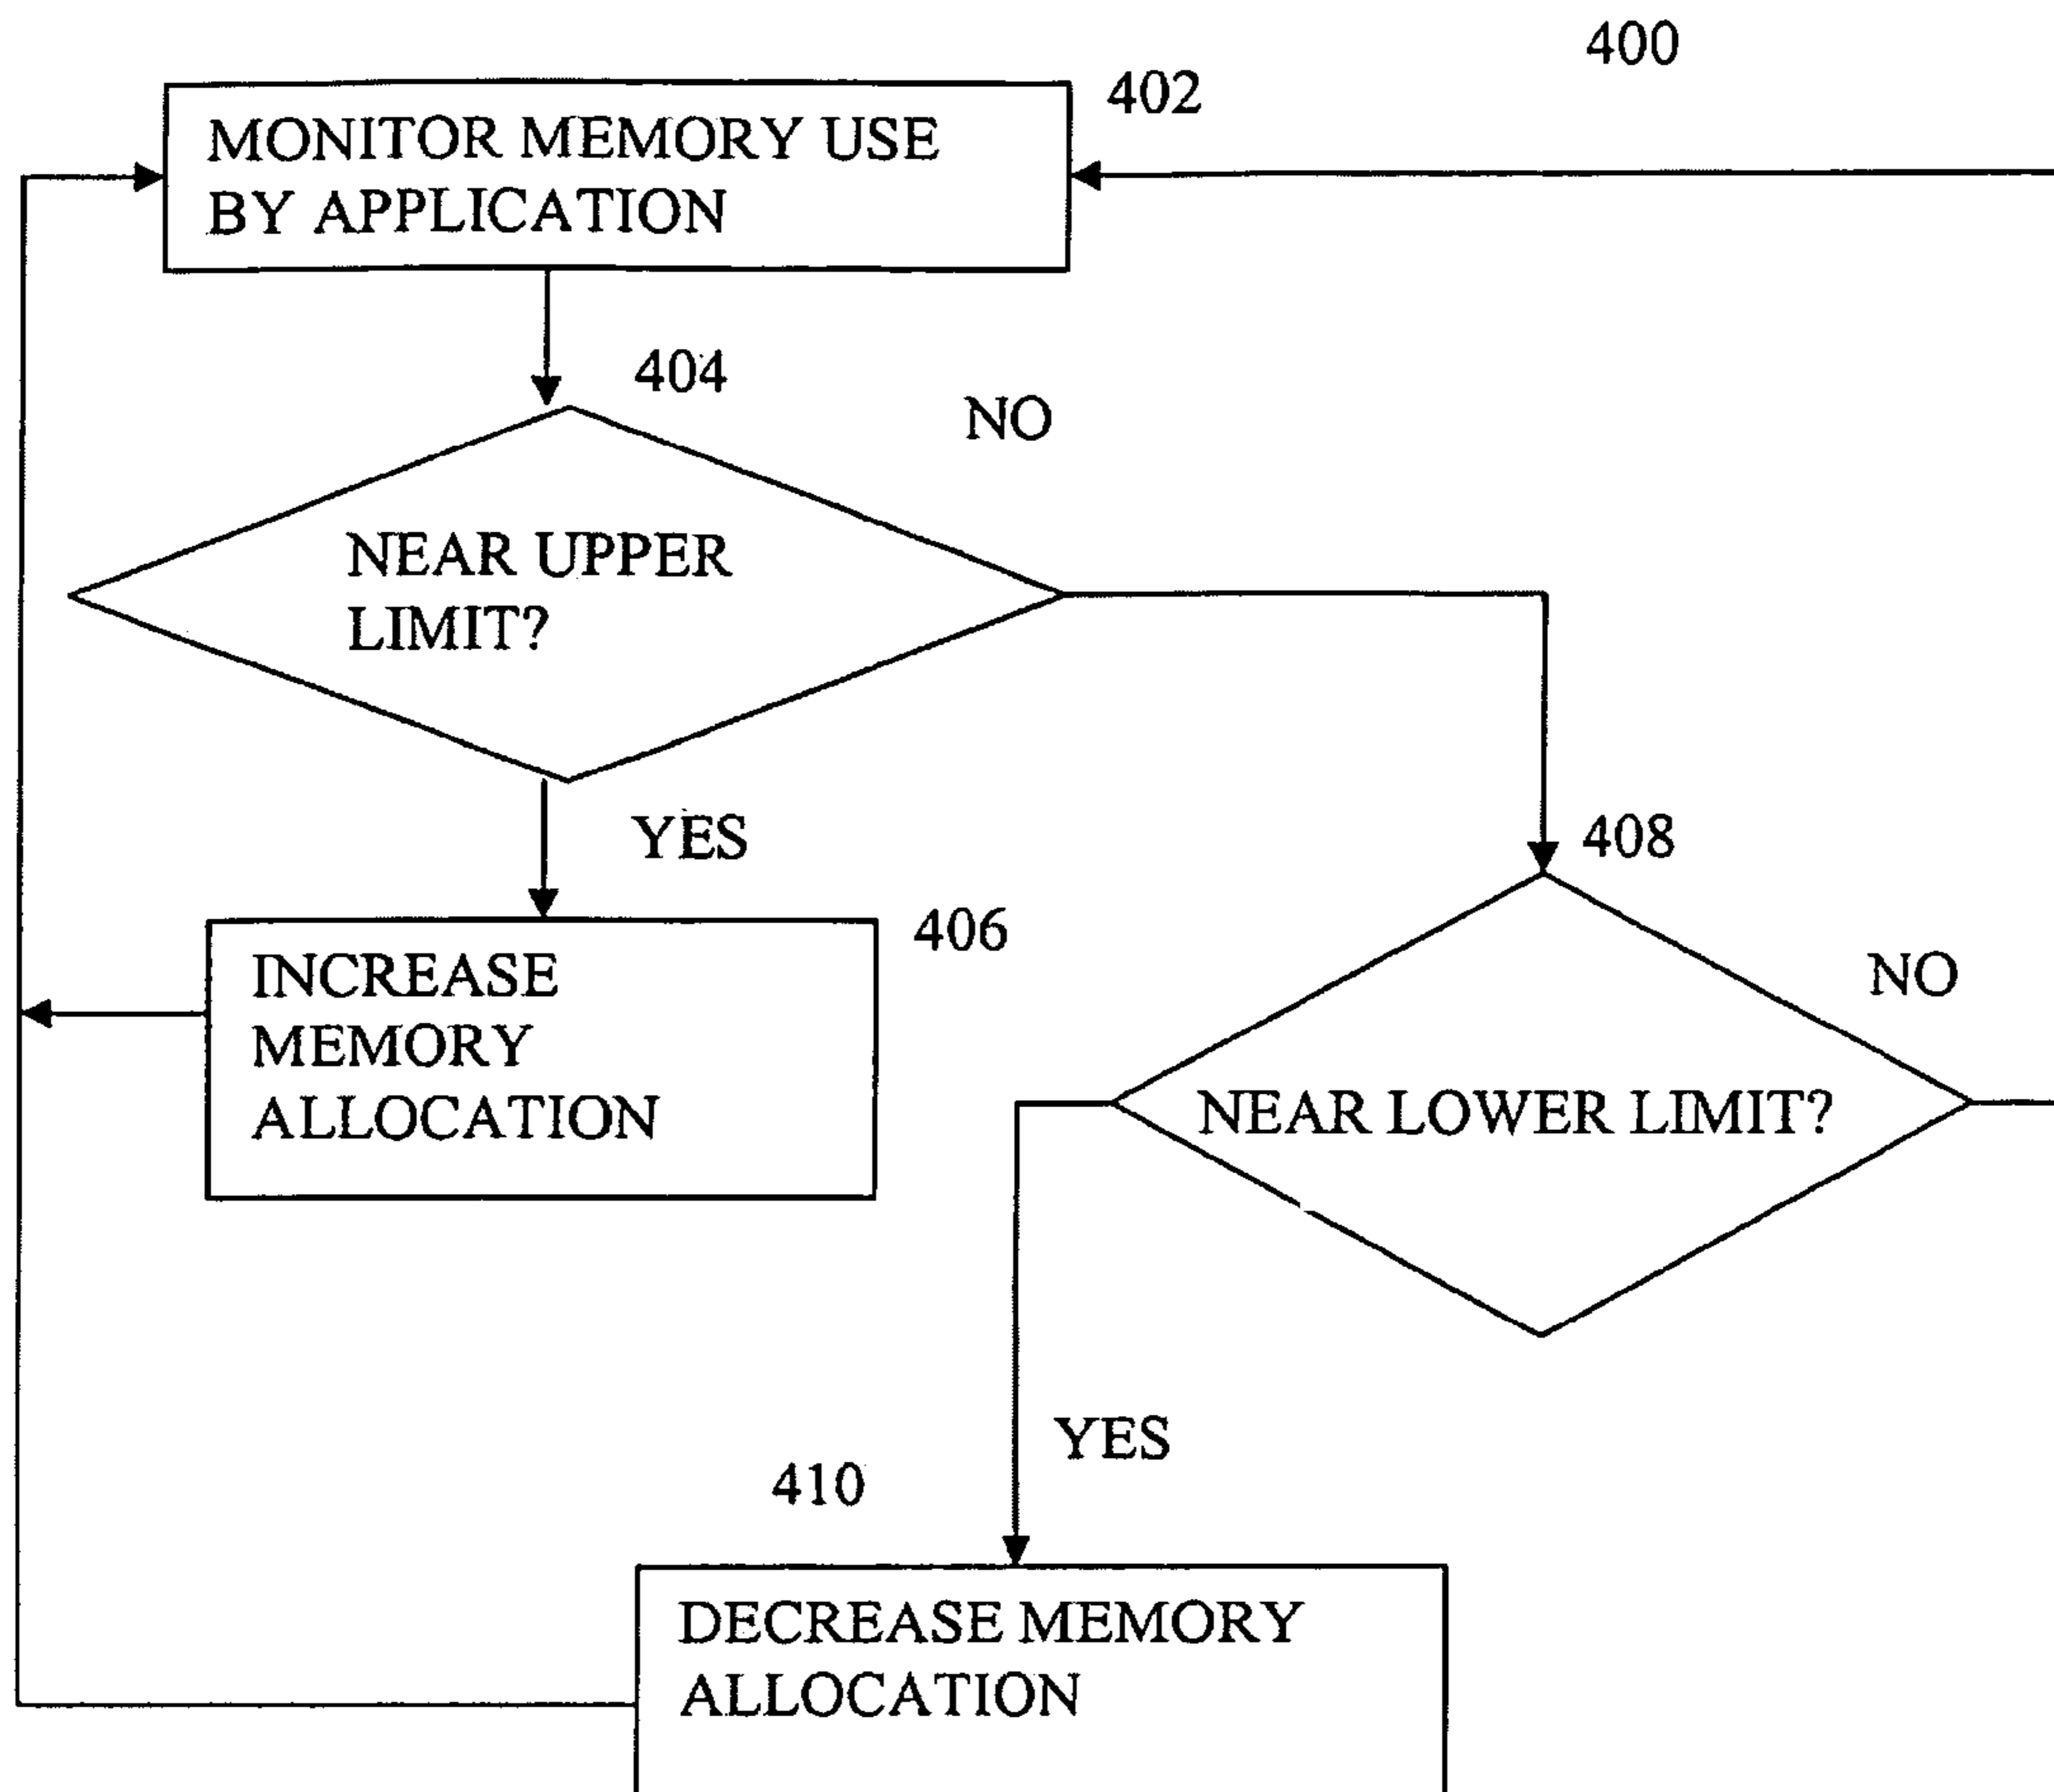 400
402
MONITOR MEMORY USE
BY APPLICATION
404
NO
NEAR UPPER
LIMIT?
YES
408
406
INCREASE
MEMORY
ALLOCATION
NO
NEAR LOWER LIMIT?
YES
410
DECREASE MEMORY
ALLOCATION